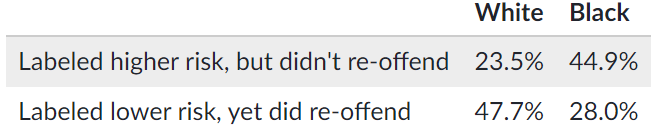 White Black
Labeled higher risk, but didn't re-offend 23.5% 44.9%
Labeled lower risk, yet did re-offend 47.7% 28.0%